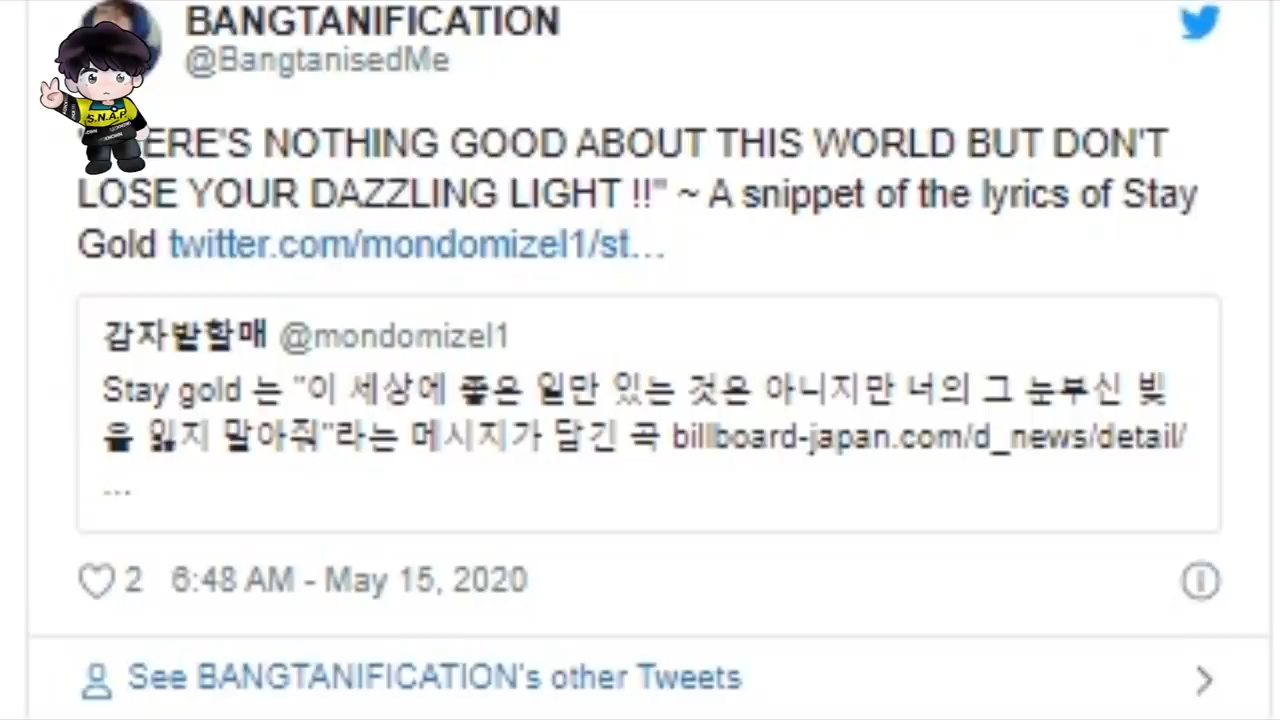 BANGTANIFICATION
@BangtanisedMe
S.N.A.P.
ERE'S NOTHING GOOD ABOUT THIS WORLD BUT DON'T
LOSE YOUR DAZZLING LIGHT !!" ~ A snippet of the lyrics of Stay
Gold twitter.com/mondomizel1/st...
감자밭할매 @mondomizel1
Stay gold 는 "이 세상에 좋은 일만 있는 것은 아니지만 너의 그 눈부신 빛
을 잃지 말아줘"라는 메시지가 담긴 곡 billboard-japan.com/d_news/detail/
...
2 6:48 AM - May 15, 2020
See BANGTANIFICATION's other Tweets